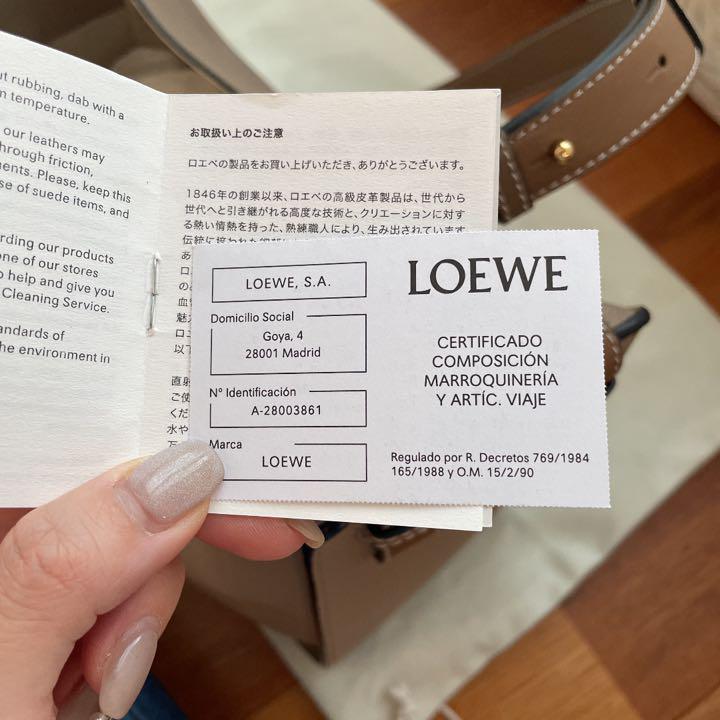 ut rubbing, dab with a
n temperature.
our leathers may
hrough friction,
ments. Please, keep this
se of suede items, and
rding our products
one of our stores
o help and give you
Cleaning Service.
andards of
he environment in
お取扱い上のご注意
ロエベの製品をお買い上げいただき、ありがとうございます。
1846年の創業以来、ロエベの高級皮革製品は、世代から
世代へと引き継がれる高度な技術と、クリエーションに対す
る熱い情熱を持った、熟練職人により、生み出されています
LOEWE, S.A.
Domicilio Social
Goya, 4
28001 Madrid
Nº Identificación
A-28003861
Marca
LOEWE
LOEWE
CERTIFICADO
COMPOSICIÓN
MARROQUINERÍA
Y ARTÍC. VIAJE
Regulado por R. Decretos 769/1984
165/1988 y O.M. 15/2/90